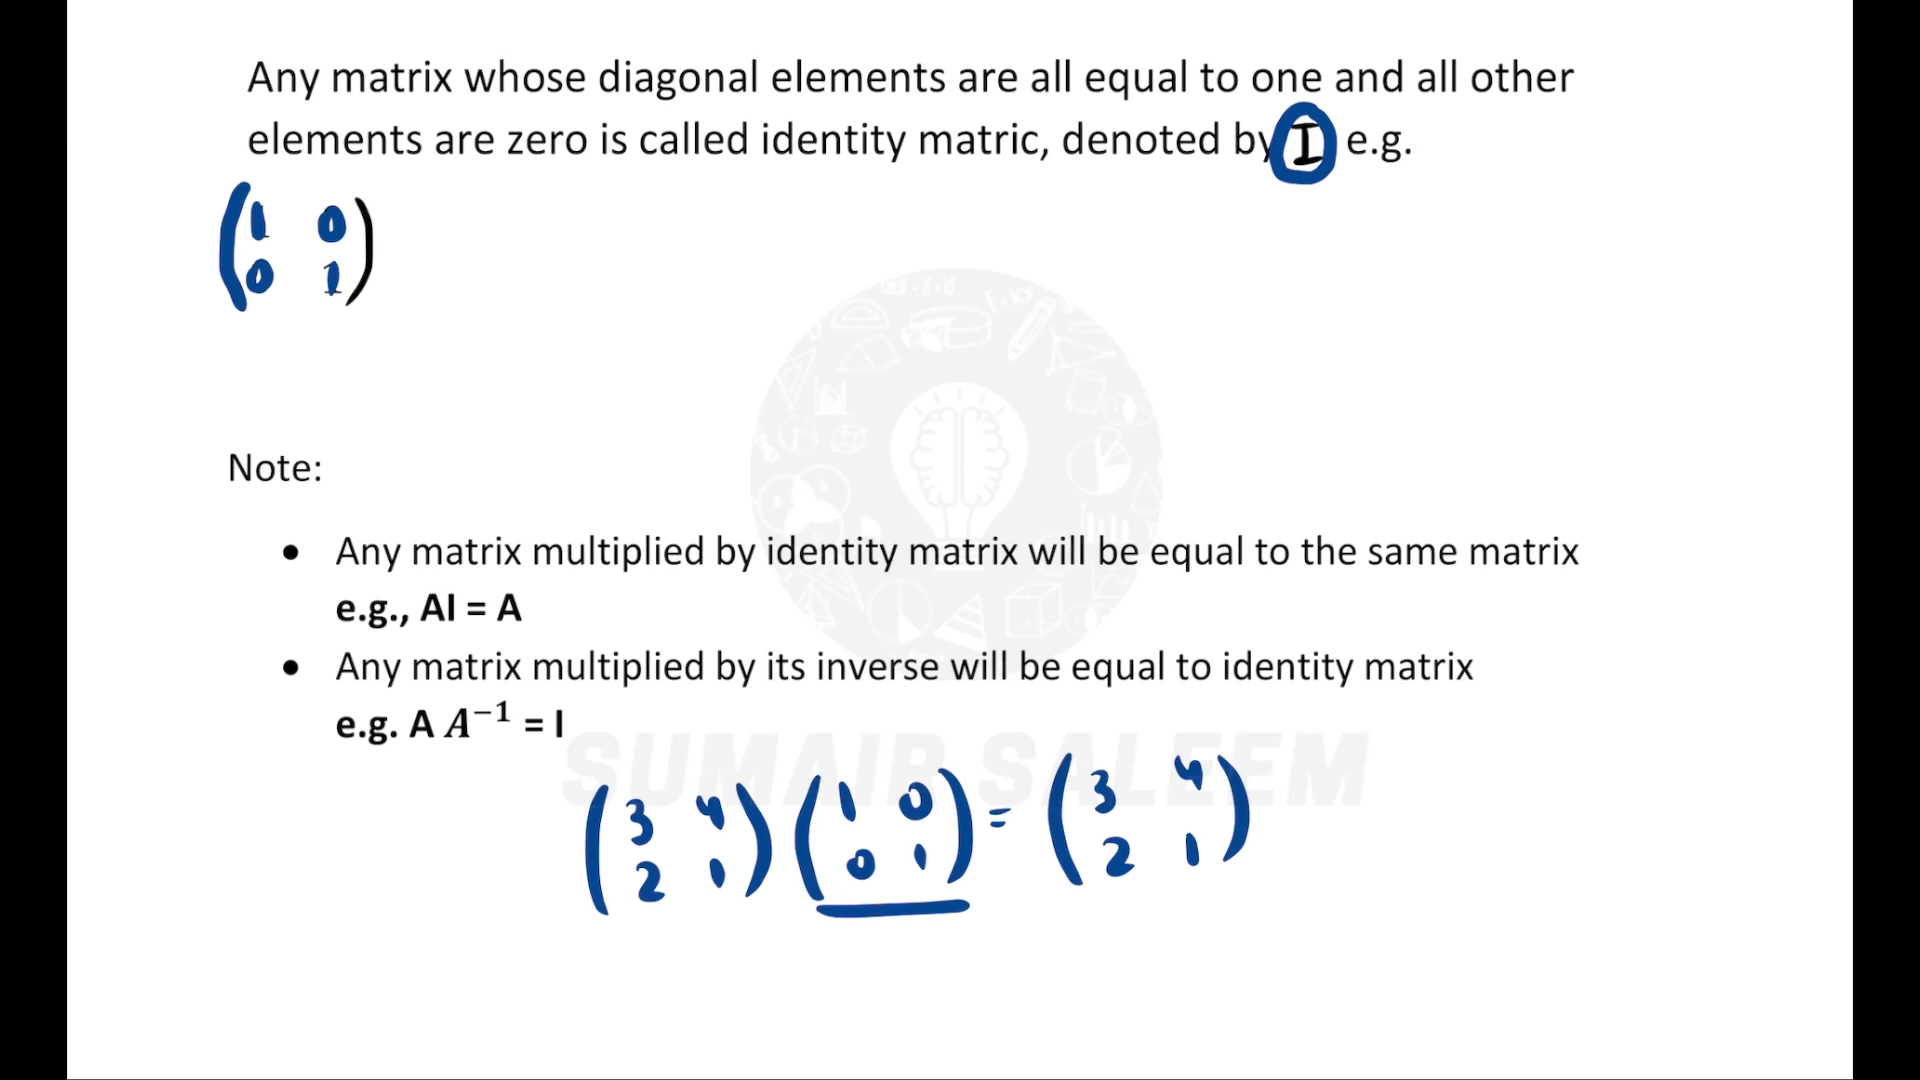 Any matrix whose diagonal elements are all equal to one and all other
elements are zero is called identity matric, denoted by I e.g.
(1 0
0 1)
Note:
• Any matrix multiplied by identity matrix will be equal to the same matrix
e.g., AI = A
• Any matrix multiplied by its inverse will be equal to identity matrix
e.g. A A⁻¹ = I
SUMAIR SALEEM
(3 4) (1 0) = (3 4)
(2 1) (0 1) (2 1)